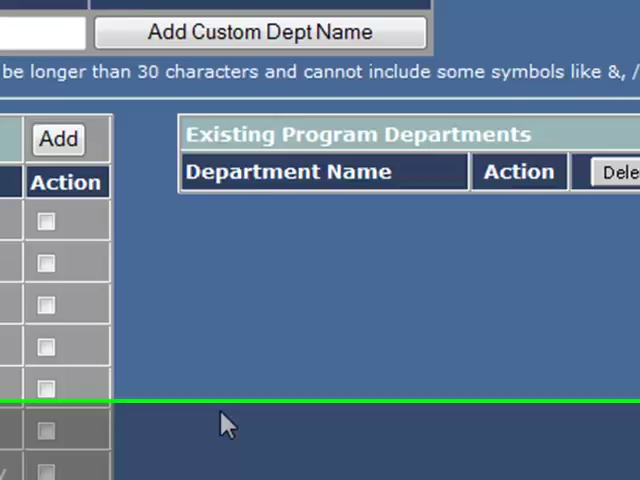 Add Custom Dept Name
be longer than 30 characters and cannot include some symbols like &, /
Add
Existing Program Departments
Action
Department Name
Action